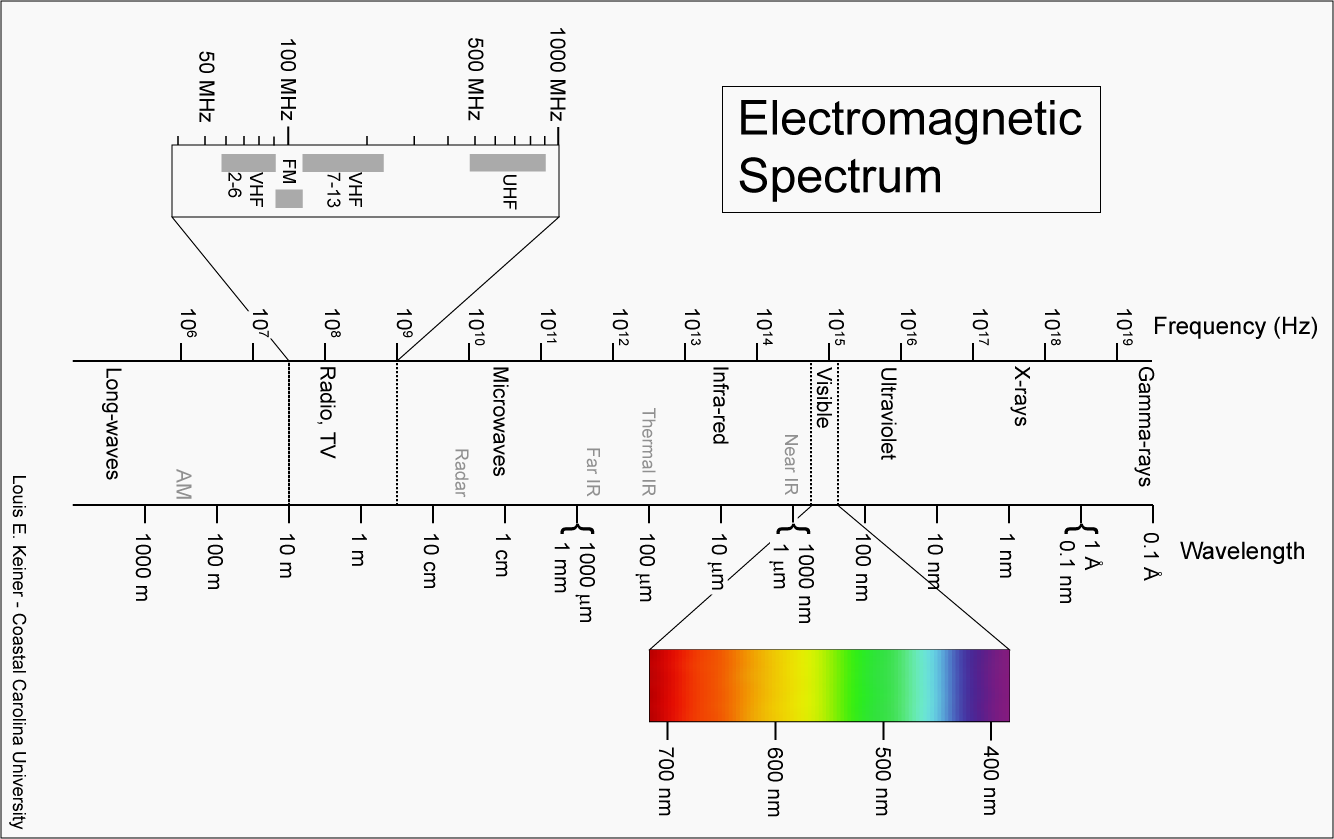 Electromagnetic
Spectrum
50 MHz
100 MHz
500 MHz
1000 MHz
VHF
2-6
FM
VHF
7-13
UHF
Frequency (Hz)
10⁶
10⁷
10⁸
10⁹
10¹⁰
10¹¹
10¹²
10¹³
10¹⁴
10¹⁵
10¹⁶
10¹⁷
10¹⁸
10¹⁹
Long-waves
Radio, TV
Microwaves
Infra-red
Visible
Ultraviolet
X-rays
Gamma-rays
AM
Radar
Far IR
Thermal IR
Near IR
Wavelength
1000 m
100 m
10 m
1 m
10 cm
1 cm
1000 µm
1 mm
100 µm
10 µm
1000 nm
1 µm
100 nm
10 nm
1 nm
1 Å
0.1 nm
0.1 Å
700 nm
600 nm
500 nm
400 nm
Louis E. Keiner - Coastal Carolina University